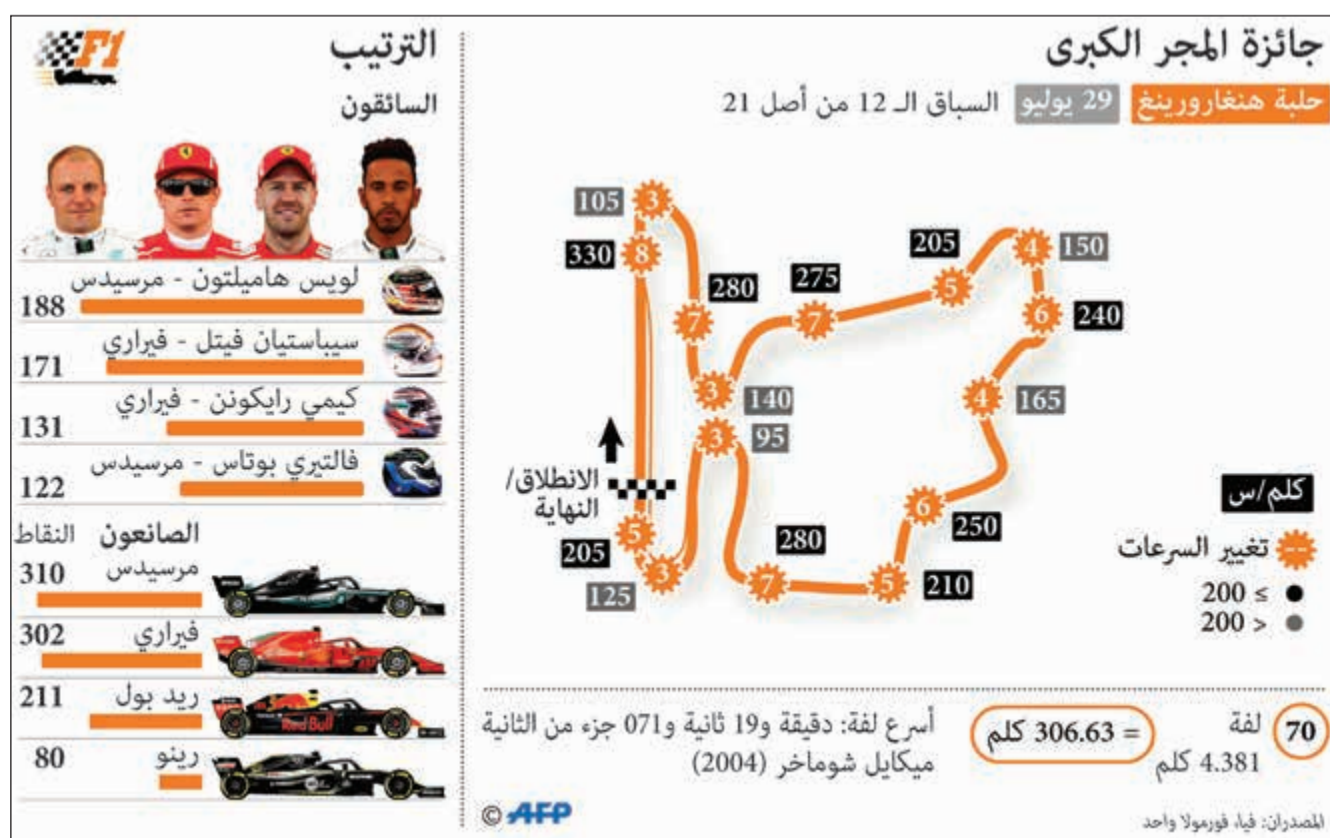 جائزة المجر الكبرى
حلبة هنغارورينغ 29 يوليو السباق الـ 12 من أصل 21
105
3
330
8
280
7
275
7
205
5
4
150
6
240
3
140
4
165
3
95
الانطلاق/
النهاية
6
250
5
205
3
125
280
7
5
210
كلم/س
تغيير السرعات
200 ≤
200 >
70 لفة = 306.63 كلم
4.381 كلم
أسرع لفة: دقيقة و19 ثانية و071 جزء من الثانية
ميكايل شوماخر (2004)
المصدران: فيا، فورمولا واحد
© AFP
F1
الترتيب
السائقون
لويس هاميلتون - مرسيدس
188
سيباستيان فيتل - فيراري
171
كيمي رايكونن - فيراري
131
فالتيري بوتاس - مرسيدس
122
الصانعون النقاط
مرسيدس
310
فيراري
302
ريد بول
211
Red Bull
رينو
80